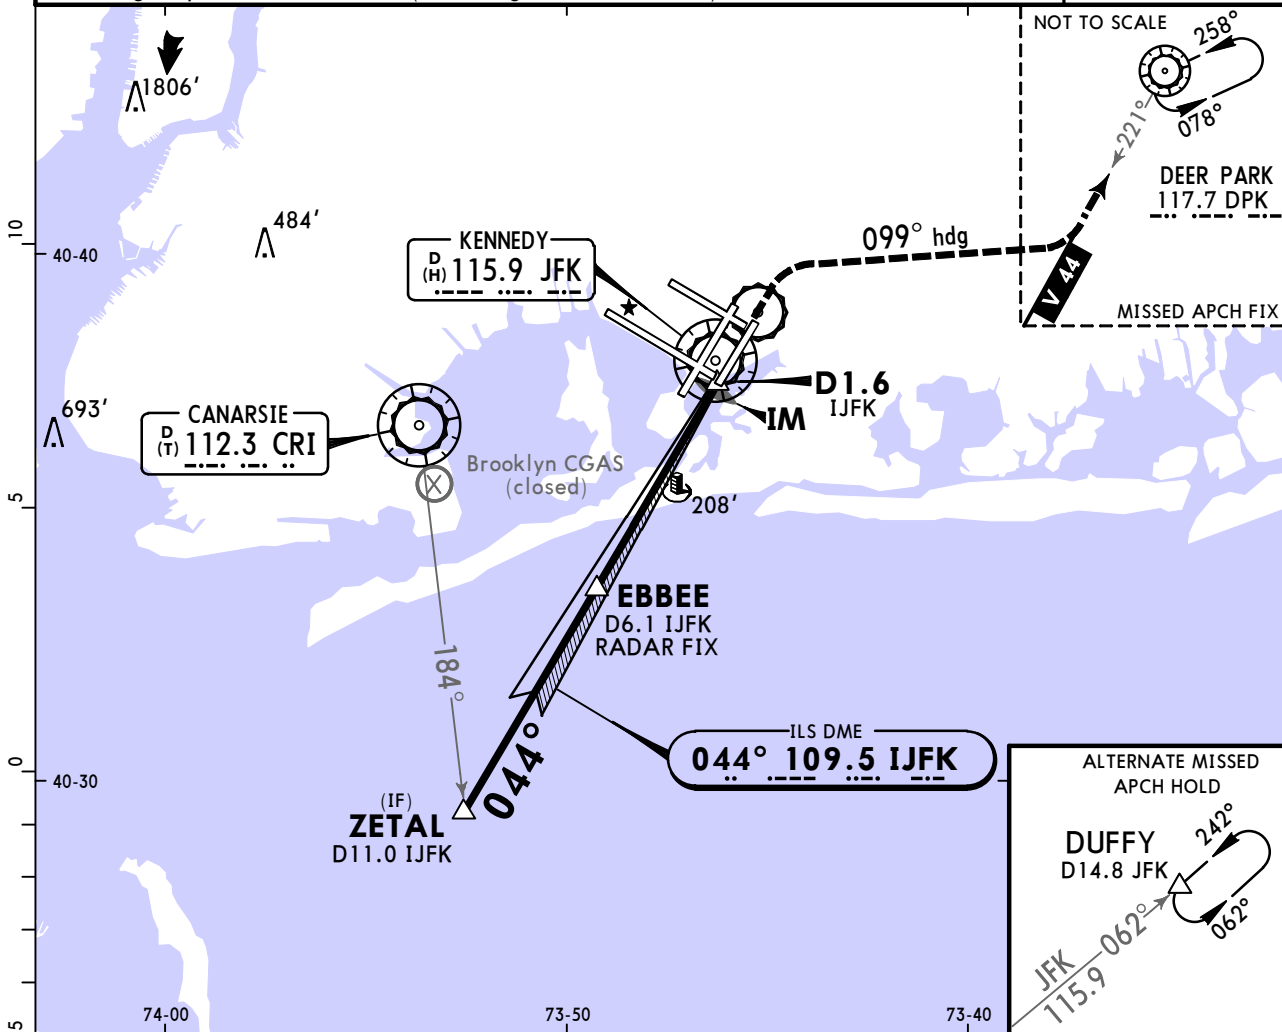 NOT TO SCALE
258°
1806'
078°
221°
DEER PARK
117.7 DPK
484'
10
40-40
KENNEDY
D
(H) 115.9 JFK
099° hdg
V 44
MISSED APCH FIX
D1.6
IJFK
IM
693'
CANARSIE
D
(T) 112.3 CRI
Brooklyn CGAS
(closed)
X
5
208'
EBBEE
D6.1 IJFK
RADAR FIX
184°
044°
ILS DME
044° 109.5 IJFK
0
40-30
(IF)
ZETAL
D11.0 IJFK
ALTERNATE MISSED
APCH HOLD
242°
DUFFY
D14.8 JFK
062°
062°
JFK
115.9
5
74-00
73-50
73-40